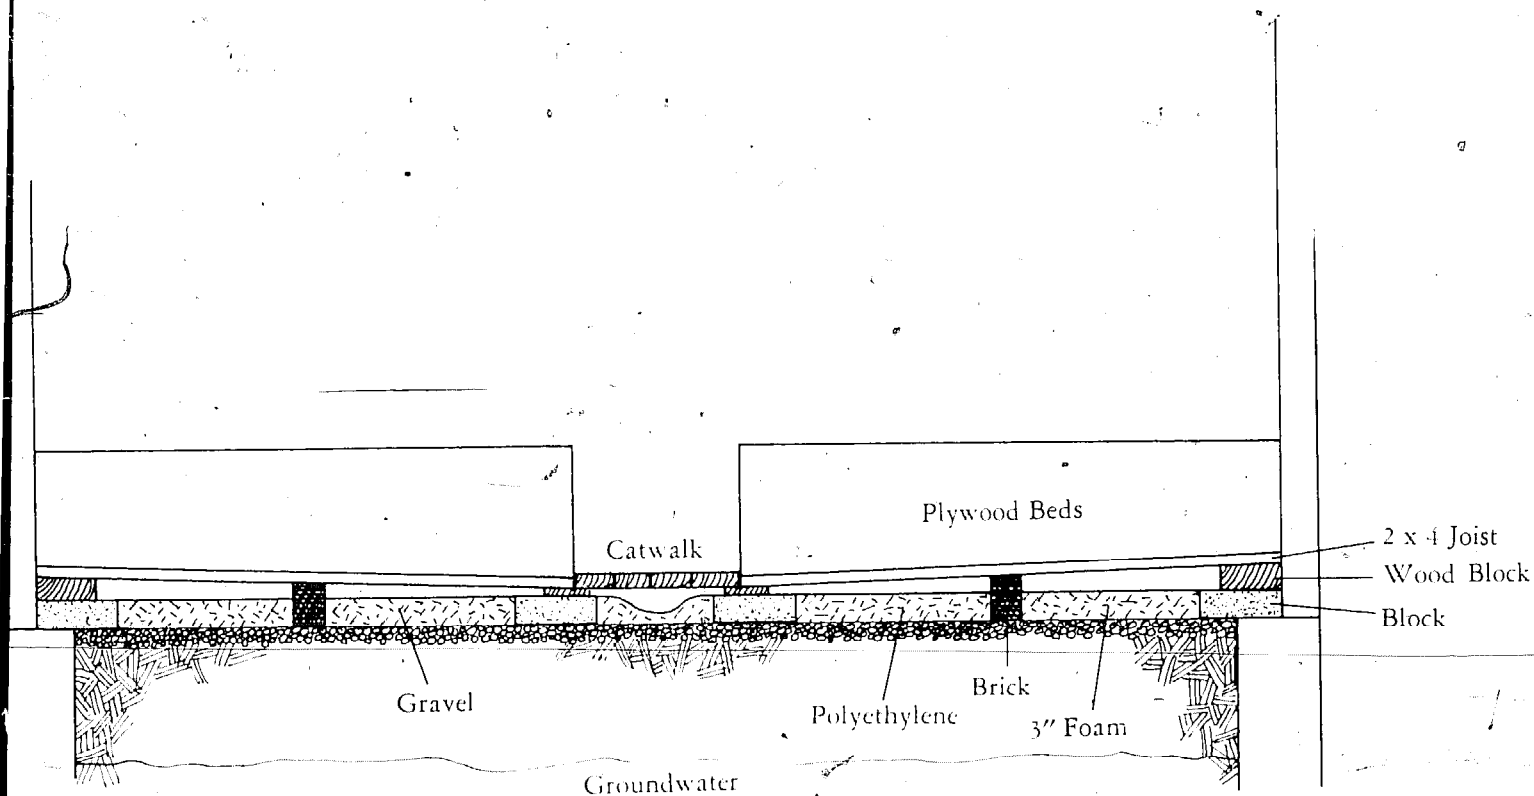 Plywood Beds
2 x 4 Joist
Catwalk
Wood Block
Block
Brick
Gravel
Polyethylene
3" Foam
Groundwater